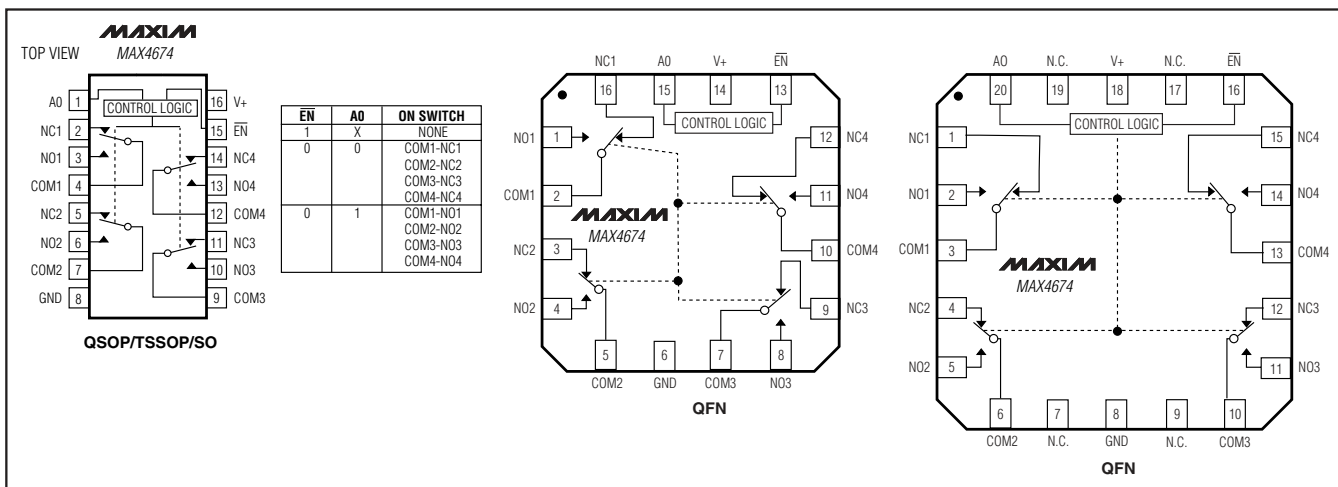 MAXIM
TOP VIEW MAX4674
A0 1 16 V+
CONTROL LOGIC
NC1 2 15 EN
NO1 3 14 NC4
COM1 4 13 NO4
NC2 5 12 COM4
NO2 6 11 NC3
COM2 7 10 NO3
GND 8 9 COM3
QSOP/TSSOP/SO
EN A0 ON SWITCH
1 X NONE
0 0 COM1-NC1
COM2-NC2
COM3-NC3
COM4-NC4
0 1 COM1-NO1
COM2-NO2
COM3-NO3
COM4-NO4
NC1 A0 V+ EN
16 15 14 13
CONTROL LOGIC
NO1 1 12 NC4
COM1 2 11 NO4
MAXIM
MAX4674
NC2 3 10 COM4
NO2 4 9 NC3
5 6 7 8
COM2 GND COM3 NO3
QFN
AO N.C. V+ N.C. EN
20 19 18 17 16
CONTROL LOGIC
NC1 1 15 NC4
NO1 2 14 NO4
COM1 3 13 COM4
MAXIM
MAX4674
NC2 4 12 NC3
NO2 5 11 NO3
6 7 8 9 10
COM2 N.C. GND N.C. COM3
QFN